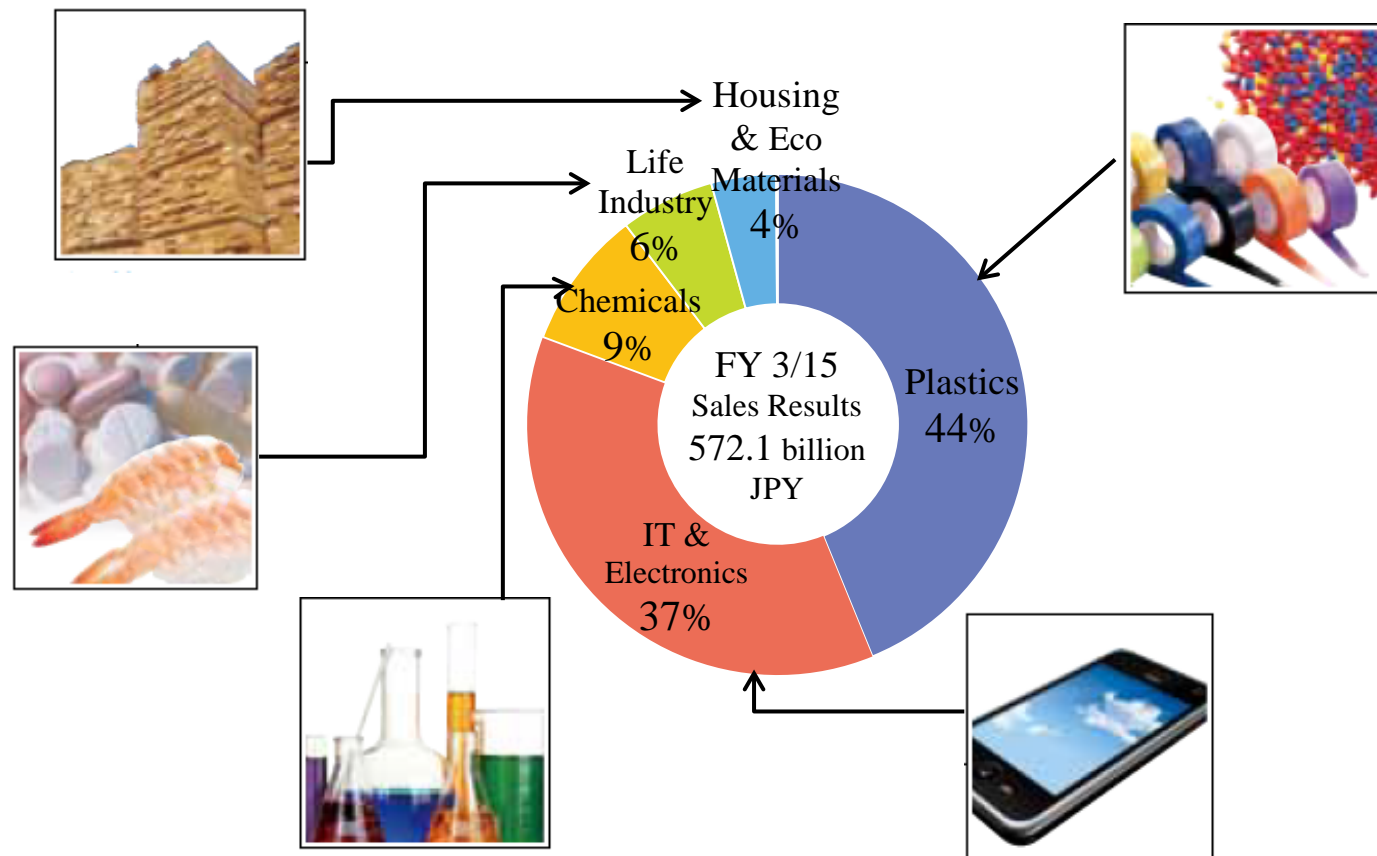 Housing
& Eco
Materials
4%
Life
Industry
6%
Chemicals
9%
FY 3/15
Sales Results
572.1 billion
JPY
Plastics
44%
IT &
Electronics
37%